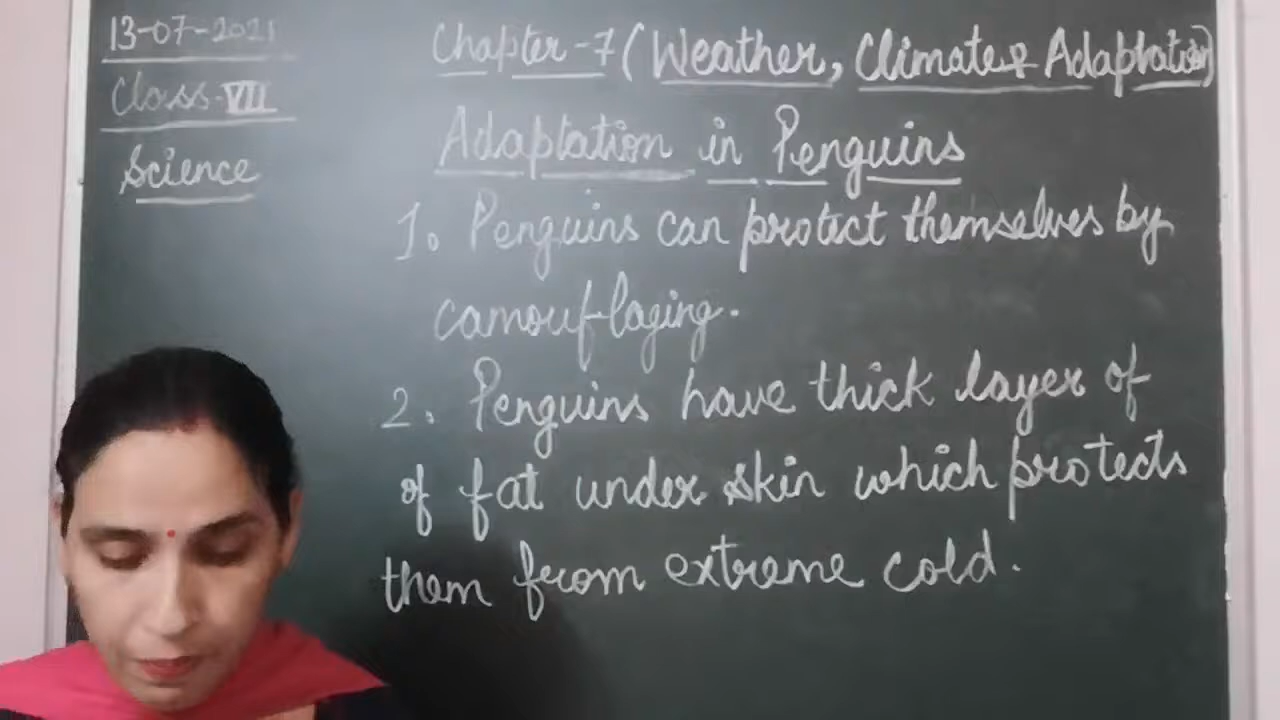 13-07-2021
Class-VII
Science
Chapter-7 (Weather, Climate & Adaptation)
Adaptation in Penguins
1. Penguins can protect themselves by
camouflaging.
2. Penguins have thick layer of
of fat under skin which protects
them from extreme cold.